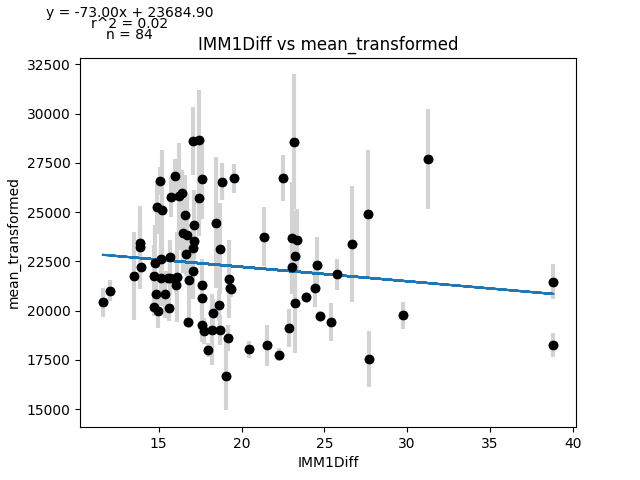 y = -73.00x + 23684.90
r^2 = 0.02
n = 84
IMM1Diff vs mean_transformed
32500
30000
27500
25000
22500
20000
17500
15000
mean_transformed
15
20
25
30
35
40
IMM1Diff